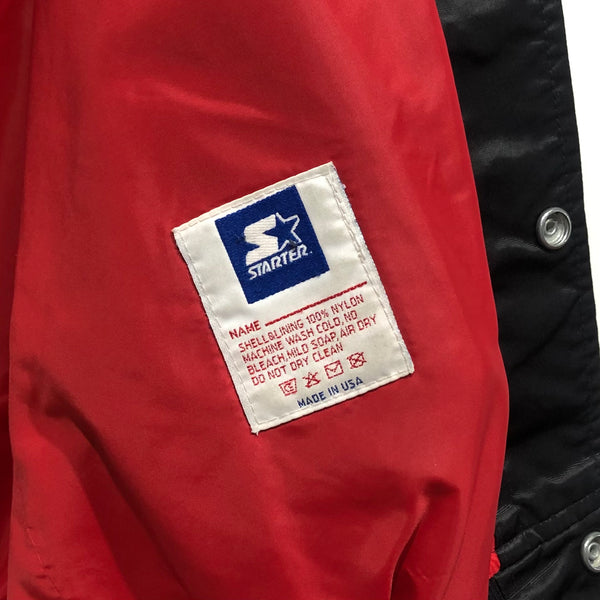 STARTER.
NAME
SHELL&LINING 100% NYLON
MACHINE WASH COLD, NO
BLEACH, MILD SOAP, AIR DRY
DO NOT DRY CLEAN
MADE IN USA